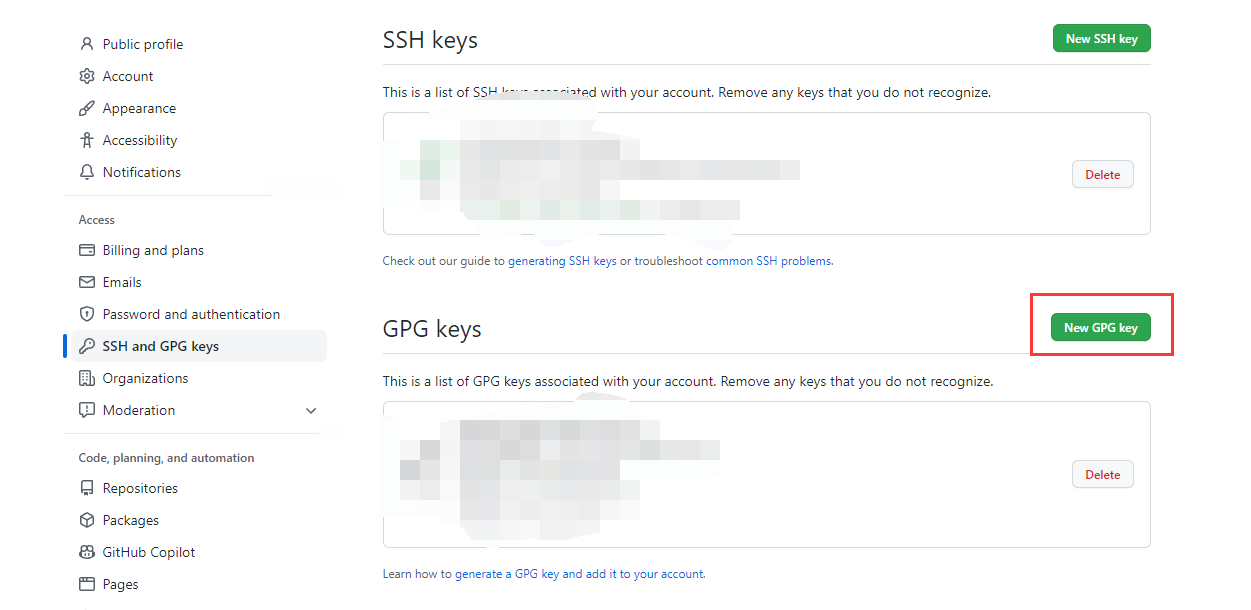 Public profile
Account
Appearance
Accessibility
Notifications
Access
Billing and plans
Emails
Password and authentication
SSH and GPG keys
Organizations
Moderation
Code, planning, and automation
Repositories
Packages
GitHub Copilot
Pages
SSH keys
New SSH key
This is a list of SSH keys associated with your account. Remove any keys that you do not recognize.
Delete
Check out our guide to generating SSH keys or troubleshoot common SSH problems.
GPG keys
New GPG key
This is a list of GPG keys associated with your account. Remove any keys that you do not recognize.
Delete
Learn how to generate a GPG key and add it to your account.